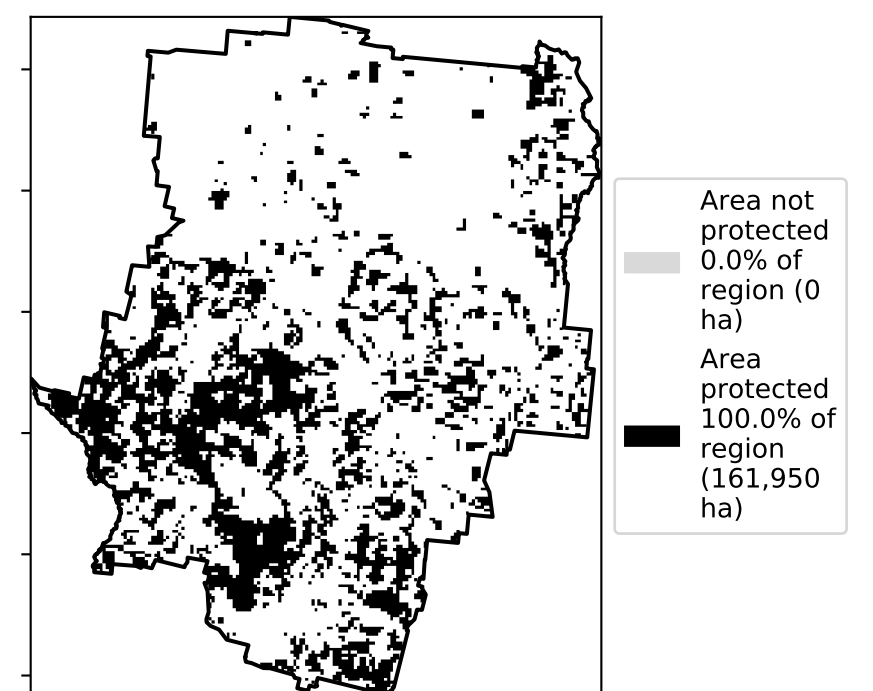 Area not
protected
0.0% of
region (0
ha)
Area
protected
100.0% of
region
(161,950
ha)